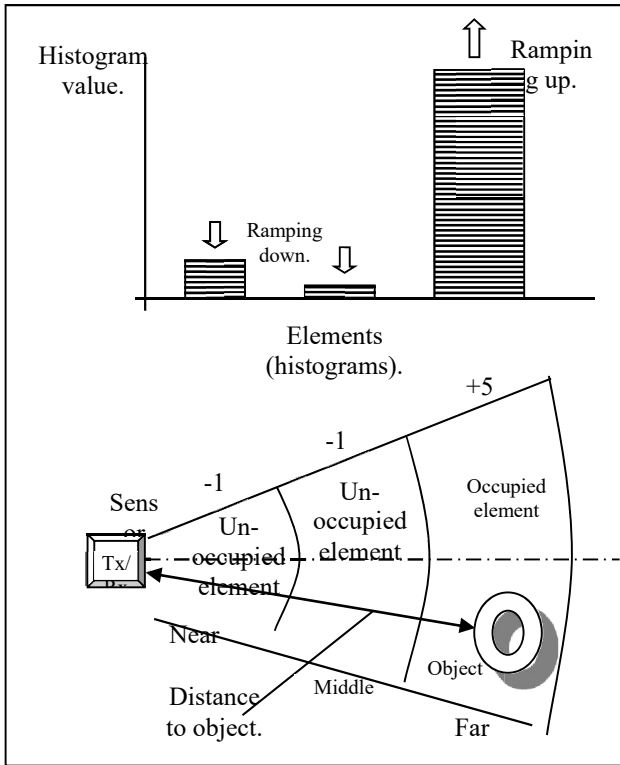 Histogram
value.
Rampin
g up.
Ramping
down.
Elements
(histograms).
+5
-1
-1
Sens
or
Un-
occupied
element
Un-
occupied
element
Occupied
element
Tx/
Rx
Near
Distance
to object.
Middle
Object
Far